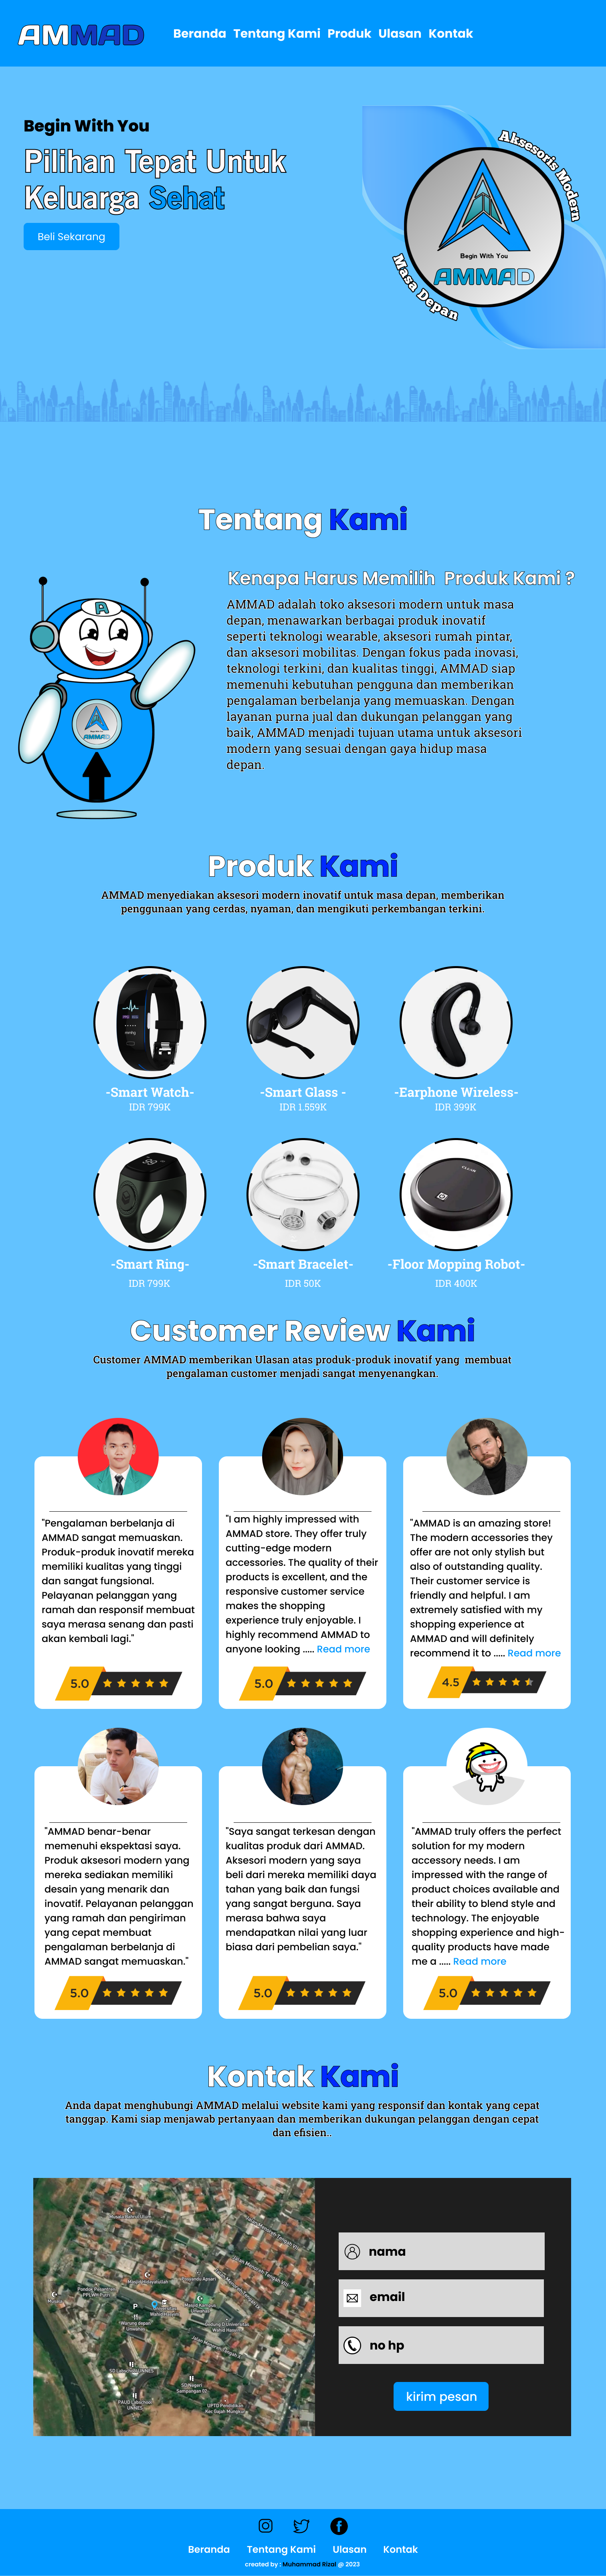 AMMAD
Beranda Tentang Kami Produk Ulasan Kontak
Begin With You
Pilihan Tepat Untuk
Keluarga Sehat
Beli Sekarang
Aksesoris Modern
Begin With You
AMMAD
Masa Depan
Tentang Kami
Kenapa Harus Memilih Produk Kami ?
AMMAD adalah toko aksesori modern untuk masa
depan, menawarkan berbagai produk inovatif
seperti teknologi wearable, aksesori rumah pintar,
dan aksesori mobilitas. Dengan fokus pada inovasi,
teknologi terkini, dan kualitas tinggi, AMMAD siap
memenuhi kebutuhan pengguna dan memberikan
pengalaman berbelanja yang memuaskan. Dengan
layanan purna jual dan dukungan pelanggan yang
baik, AMMAD menjadi tujuan utama untuk aksesori
modern yang sesuai dengan gaya hidup masa
depan.
A
AMMAD
Produk Kami
AMMAD menyediakan aksesori modern inovatif untuk masa depan, memberikan
penggunaan yang cerdas, nyaman, dan mengikuti perkembangan terkini.
-Smart Watch-
IDR 799K
-Smart Glass -
IDR 1.559K
-Earphone Wireless-
IDR 399K
CLEAN
-Smart Ring-
IDR 799K
-Smart Bracelet-
IDR 50K
-Floor Mopping Robot-
IDR 400K
Customer Review Kami
Customer AMMAD memberikan Ulasan atas produk-produk inovatif yang membuat
pengalaman customer menjadi sangat menyenangkan.
"Pengalaman berbelanja di
AMMAD sangat memuaskan.
Produk-produk inovatif mereka
memiliki kualitas yang tinggi
dan sangat fungsional.
Pelayanan pelanggan yang
ramah dan responsif membuat
saya merasa senang dan pasti
akan kembali lagi."
5.0
"I am highly impressed with
AMMAD store. They offer truly
cutting-edge modern
accessories. The quality of their
products is excellent, and the
responsive customer service
makes the shopping
experience truly enjoyable. I
highly recommend AMMAD to
anyone looking ..... Read more
5.0
"AMMAD is an amazing store!
The modern accessories they
offer are not only stylish but
also of outstanding quality.
Their customer service is
friendly and helpful. I am
extremely satisfied with my
shopping experience at
AMMAD and will definitely
recommend it to ..... Read more
4.5
"AMMAD benar-benar
memenuhi ekspektasi saya.
Produk aksesori modern yang
mereka sediakan memiliki
desain yang menarik dan
inovatif. Pelayanan pelanggan
yang ramah dan pengiriman
yang cepat membuat
pengalaman berbelanja di
AMMAD sangat memuaskan."
5.0
"Saya sangat terkesan dengan
kualitas produk dari AMMAD.
Aksesori modern yang saya
beli dari mereka memiliki daya
tahan yang baik dan fungsi
yang sangat berguna. Saya
merasa bahwa saya
mendapatkan nilai yang luar
biasa dari pembelian saya."
5.0
"AMMAD truly offers the perfect
solution for my modern
accessory needs. I am
impressed with the range of
product choices available and
their ability to blend style and
technology. The enjoyable
shopping experience and high-
quality products have made
me a ..... Read more
5.0
Kontak Kami
Anda dapat menghubungi AMMAD melalui website kami yang responsif dan kontak yang cepat
tanggap. Kami siap menjawab pertanyaan dan memberikan dukungan pelanggan dengan cepat
dan efisien..
nama
email
no hp
kirim pesan
Beranda Tentang Kami Ulasan Kontak
created by : Muhammad Rizal @ 2023